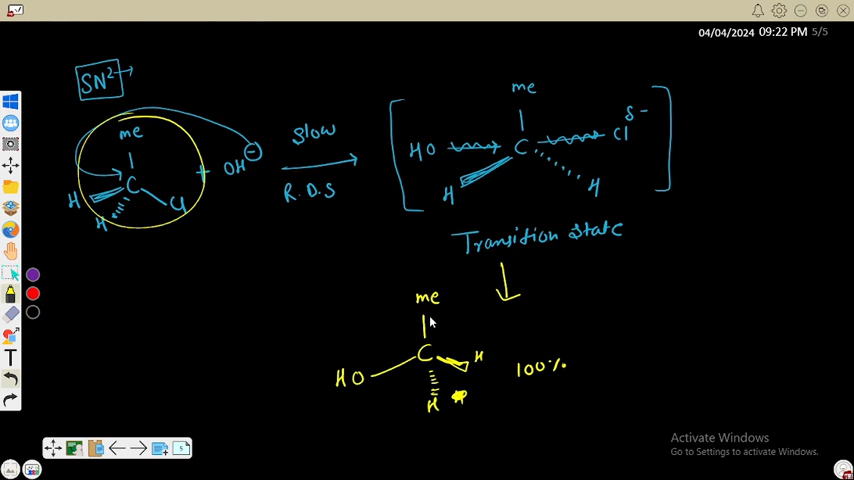 04/04/2024 09:22 PM 5/5
SN²→
me
C
H
H
Cl
+ OH⊖
Slow
R.D.S
me
HO C Cl δ-
H
H
Transition state
me
C H
HO
H
100%
T
5
Activate Windows
Go to Settings to activate Windows.